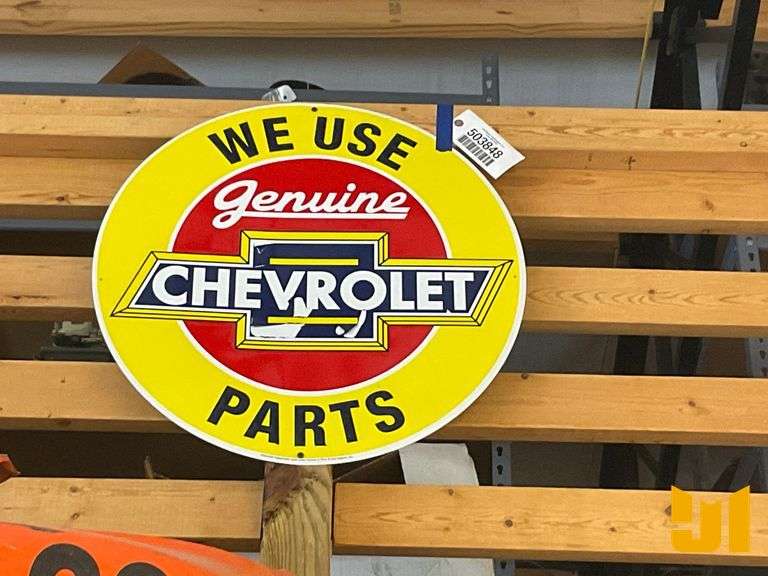 WE USE
Genuine
CHEVROLET
PARTS
503848